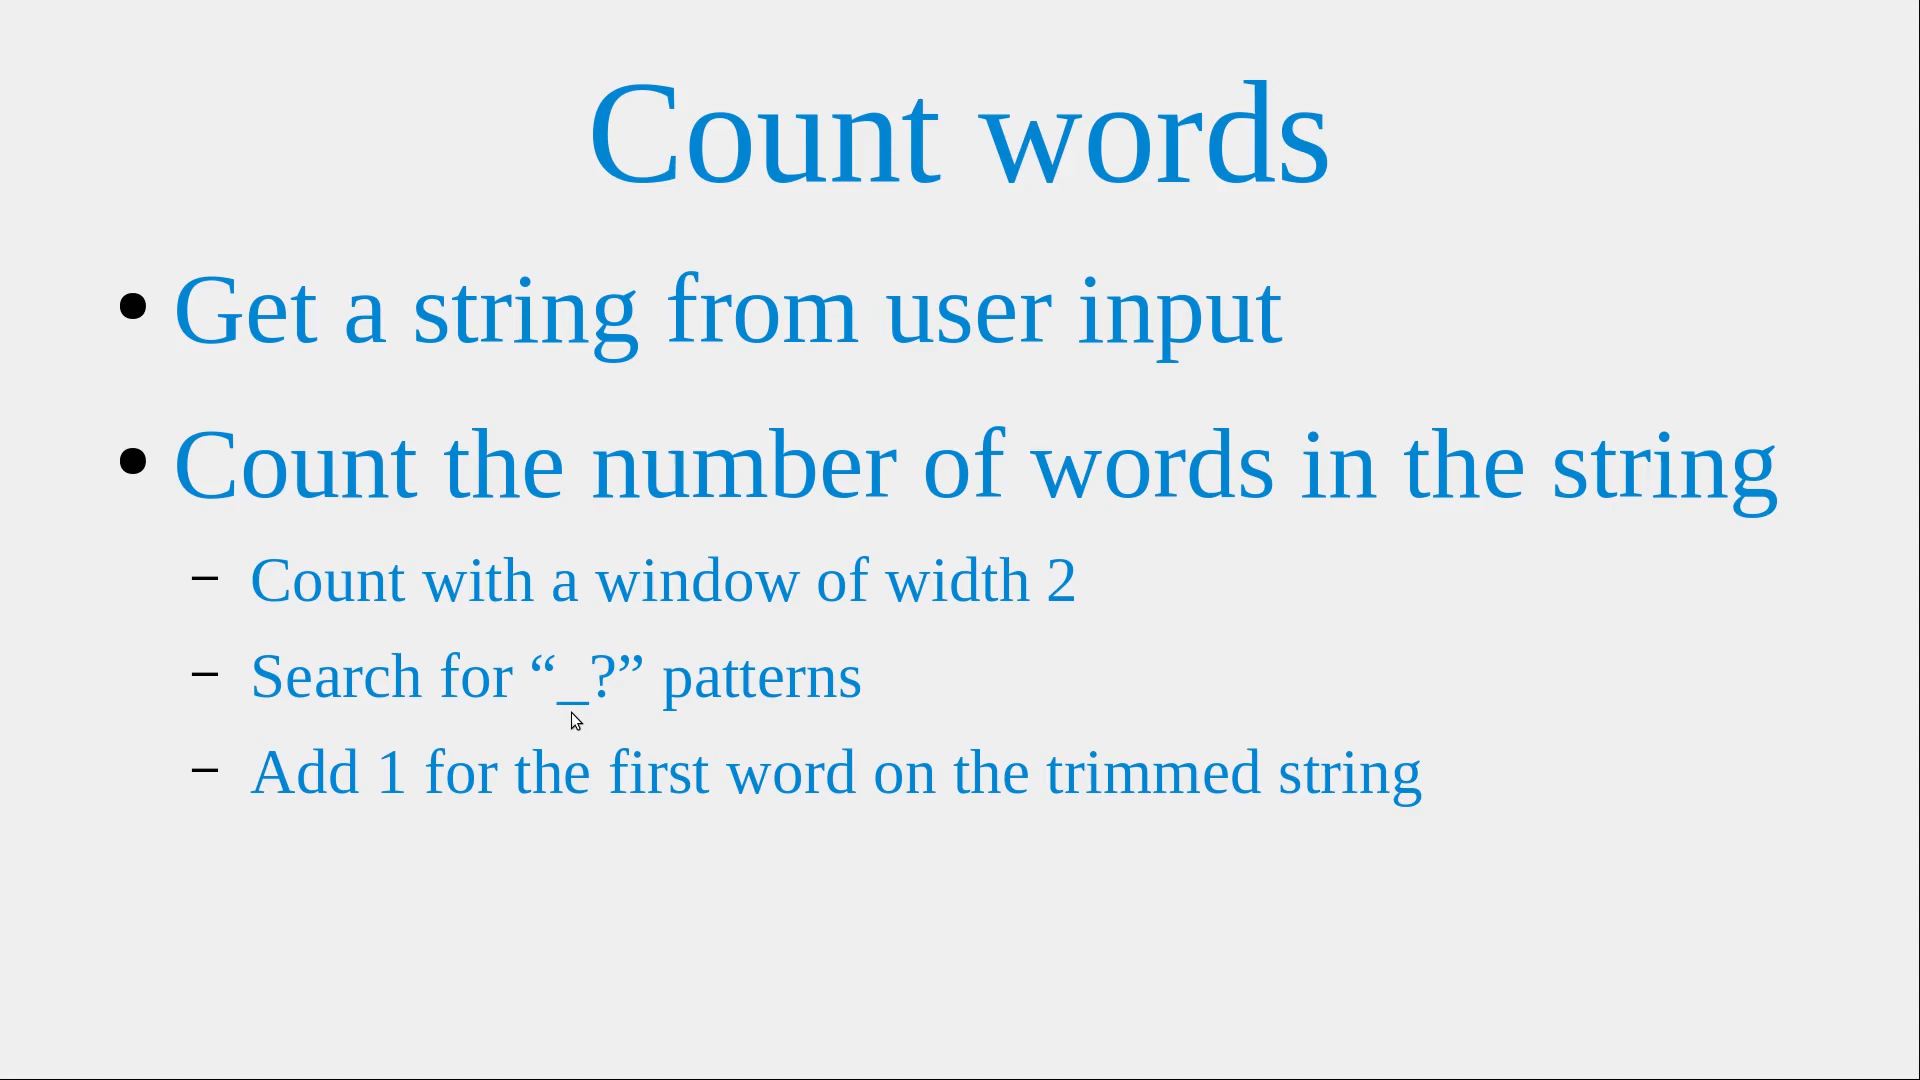 Count words
• Get a string from user input
• Count the number of words in the string
– Count with a window of width 2
– Search for “_?” patterns
– Add 1 for the first word on the trimmed string